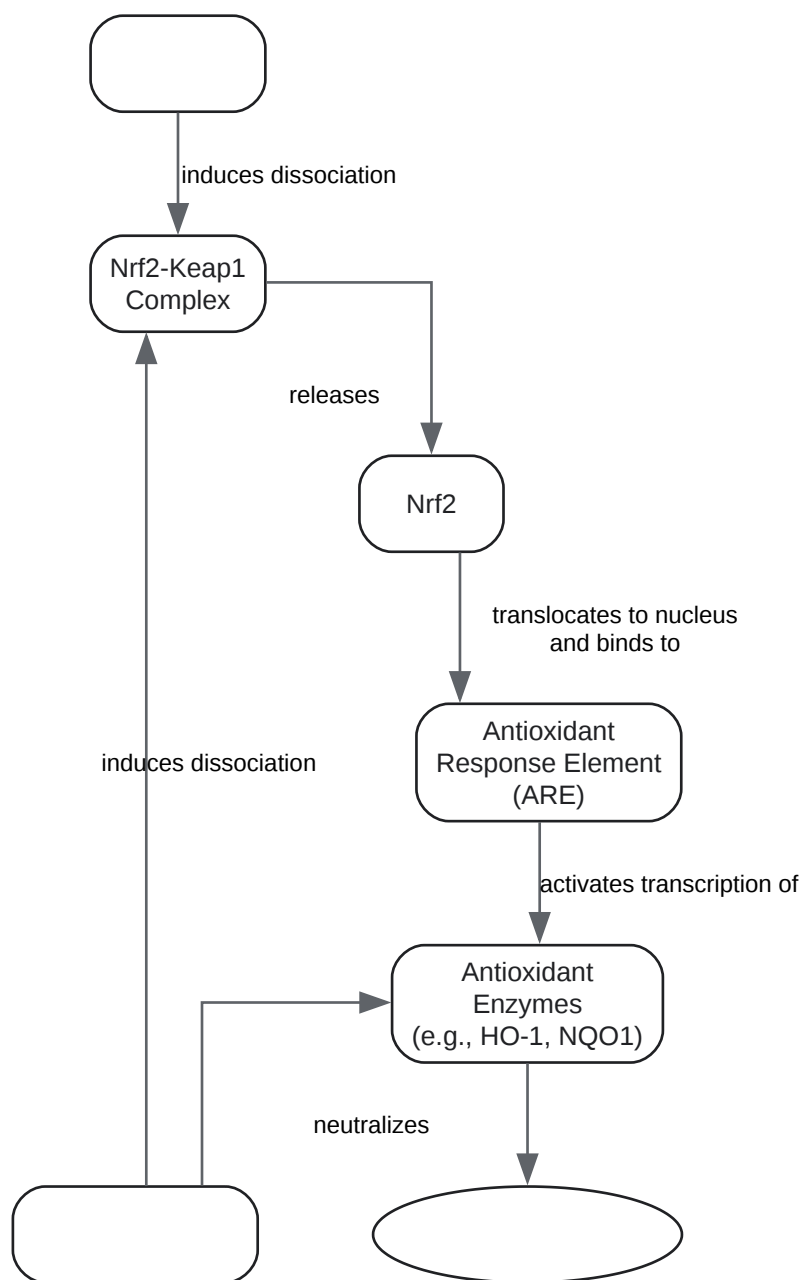 induces dissociation
Nrf2-Keap1
Complex
releases
Nrf2
translocates to nucleus
and binds to
Antioxidant
Response Element
(ARE)
induces dissociation
activates transcription of
Antioxidant
Enzymes
(e.g., HO-1, NQO1)
neutralizes